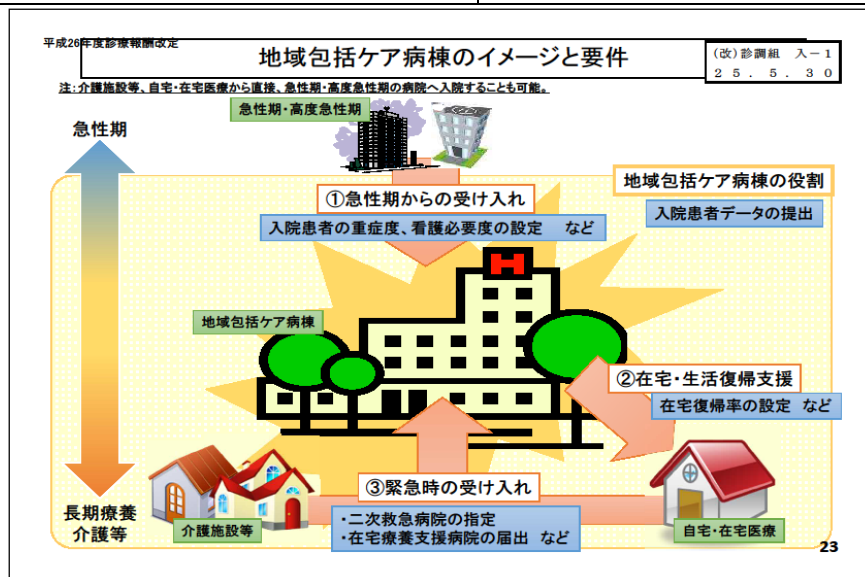 平成26年度診療報酬改定
地域包括ケア病棟のイメージと要件
(改)診調組 入－1
25．5．30
注：介護施設等、自宅・在宅医療から直接、急性期・高度急性期の病院へ入院することも可能。
急性期・高度急性期
急性期
地域包括ケア病棟の役割
入院患者データの提出
①急性期からの受け入れ
入院患者の重症度、看護必要度の設定 など
H
地域包括ケア病棟
②在宅・生活復帰支援
在宅復帰率の設定 など
③緊急時の受け入れ
・二次救急病院の指定
・在宅療養支援病院の届出 など
長期療養
介護等
介護施設等
自宅・在宅医療
23